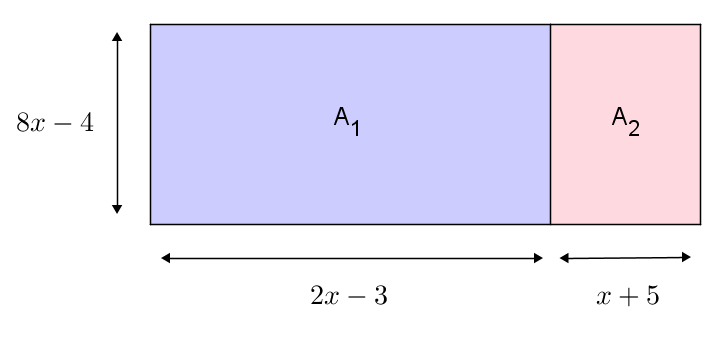 A₁
A₂
8x − 4
2x − 3
x + 5